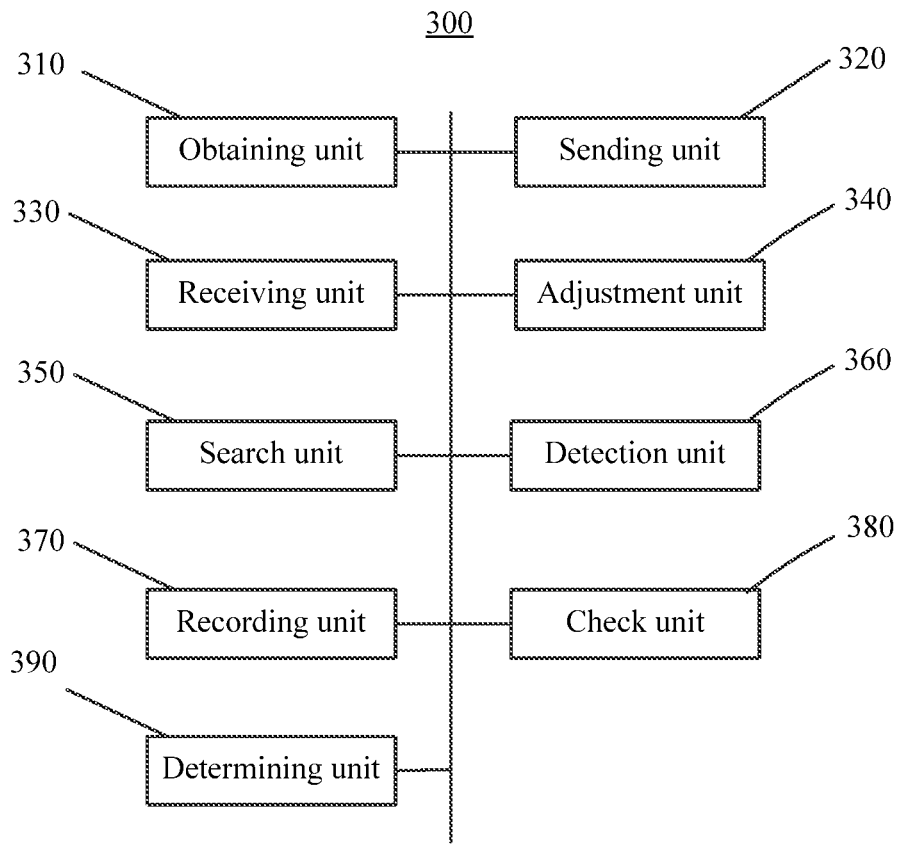 300
310
320
Obtaining unit
Sending unit
330
340
Receiving unit
Adjustment unit
350
360
Search unit
Detection unit
370
380
Recording unit
Check unit
390
Determining unit